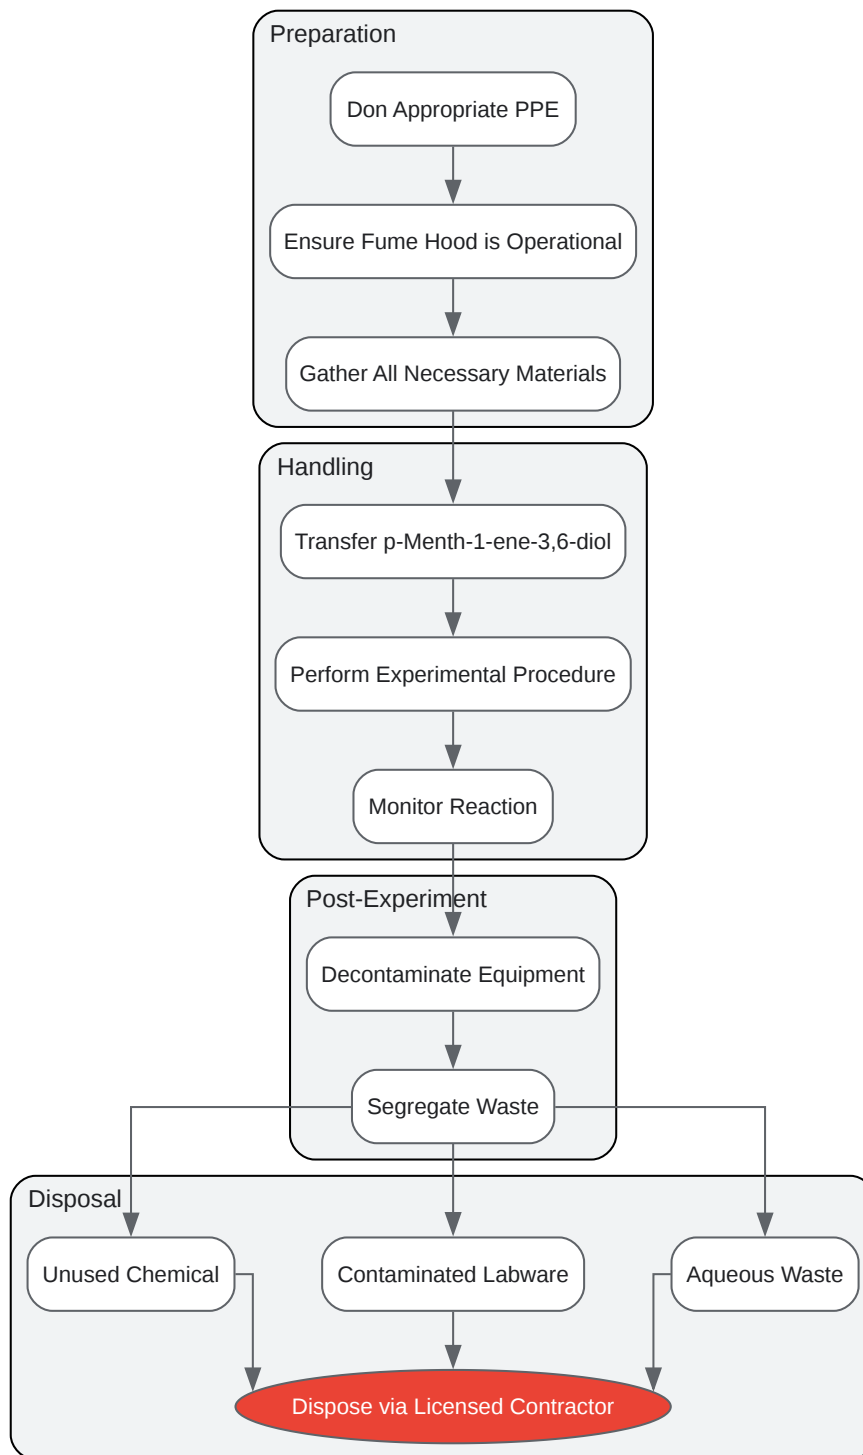 Preparation
Don Appropriate PPE
Ensure Fume Hood is Operational
Gather All Necessary Materials
Handling
Transfer p-Menth-1-ene-3,6-diol
Perform Experimental Procedure
Monitor Reaction
Post-Experiment
Decontaminate Equipment
Segregate Waste
Disposal
Unused Chemical
Contaminated Labware
Aqueous Waste
Dispose via Licensed Contractor